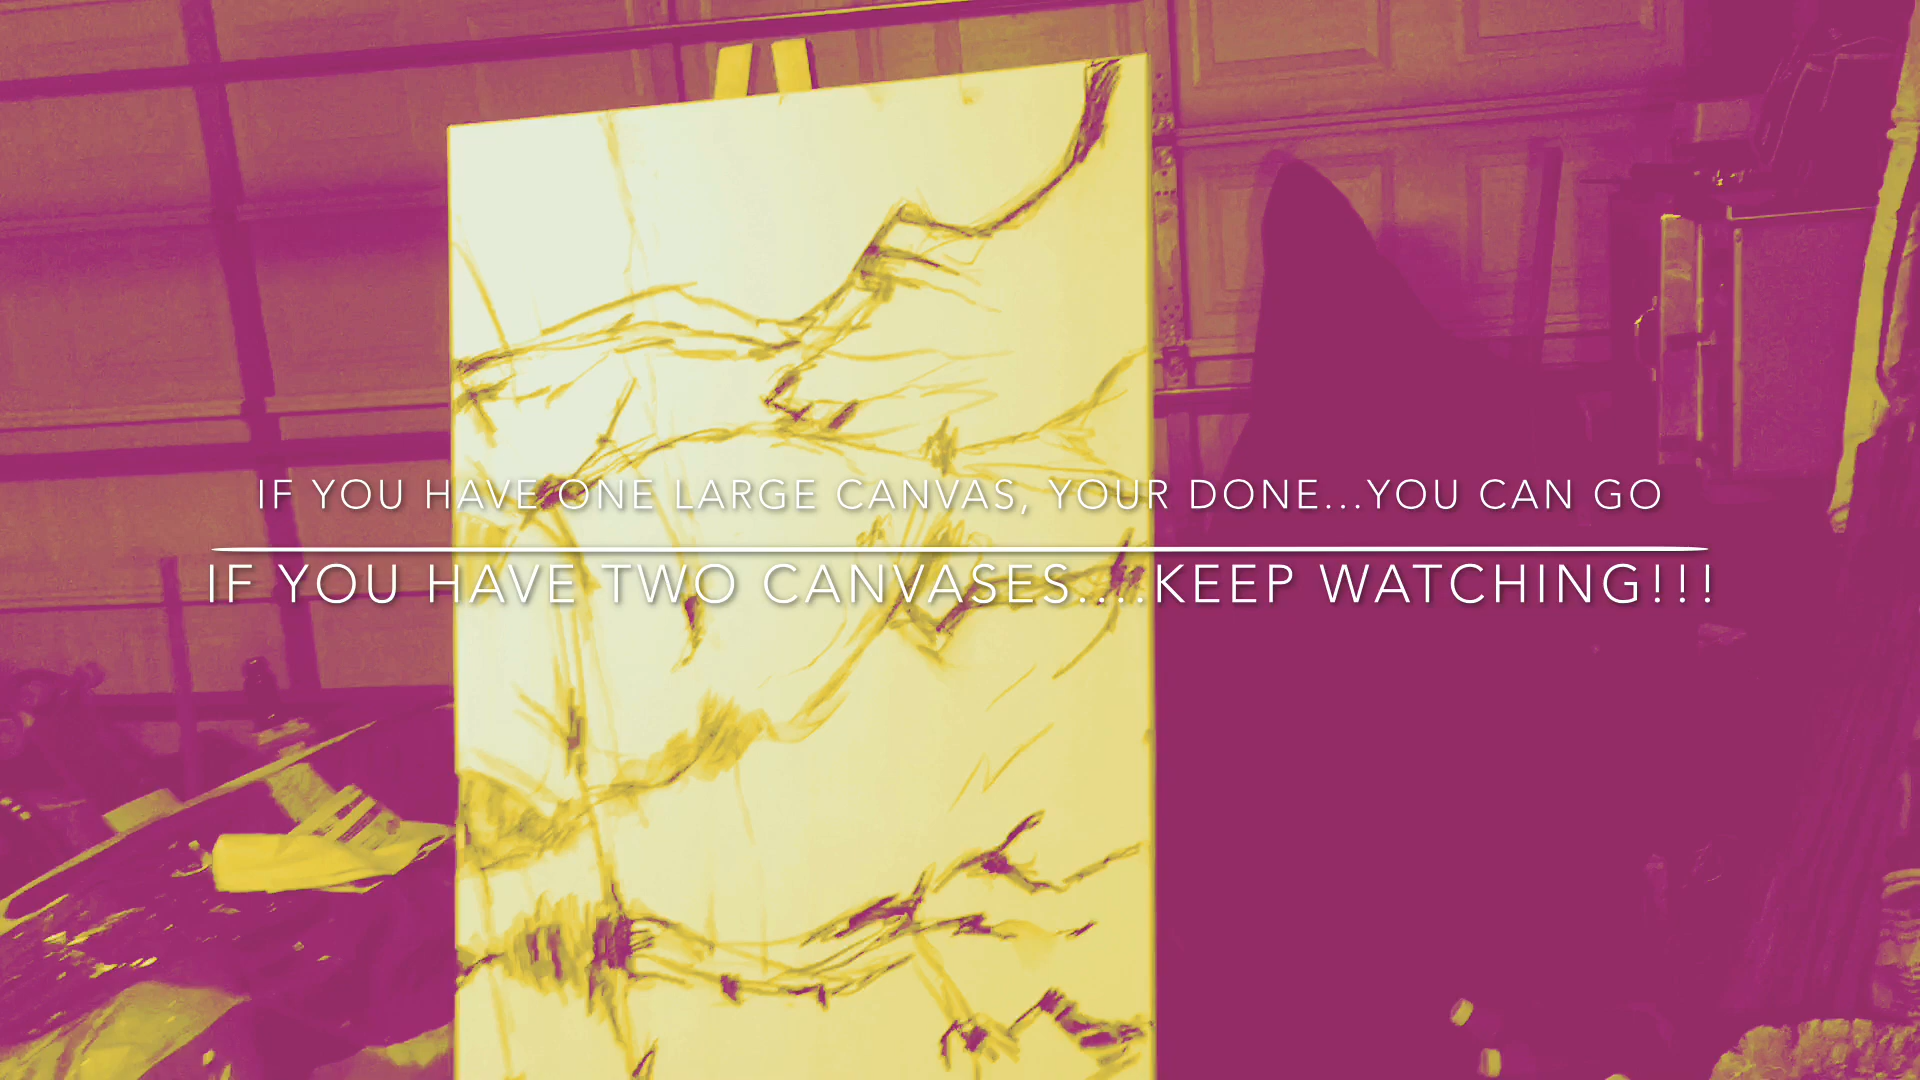 IF YOU HAVE ONE LARGE CANVAS, YOUR DONE...YOU CAN GO
IF YOU HAVE TWO CANVASES....KEEP WATCHING!!!